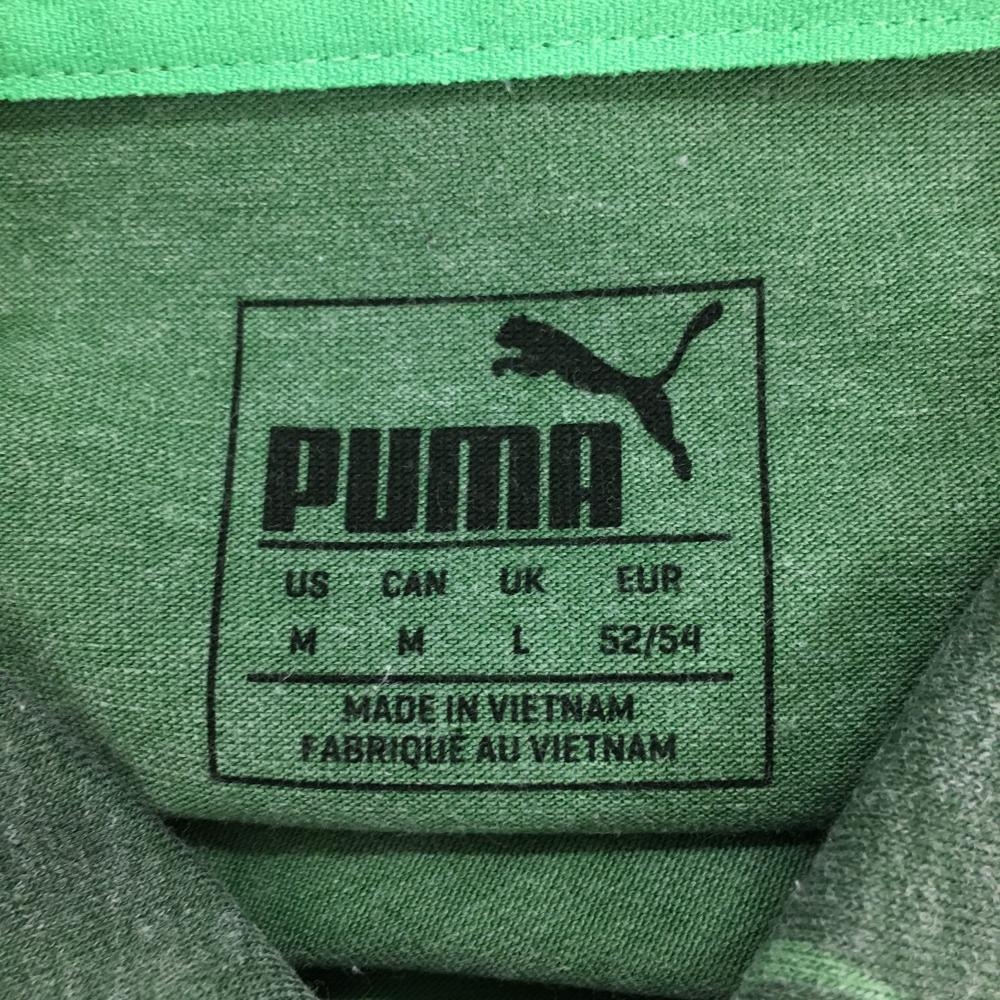 PUMA
US CAN UK EUR
M M L 52/54
MADE IN VIETNAM
FABRIQUÉ AU VIETNAM